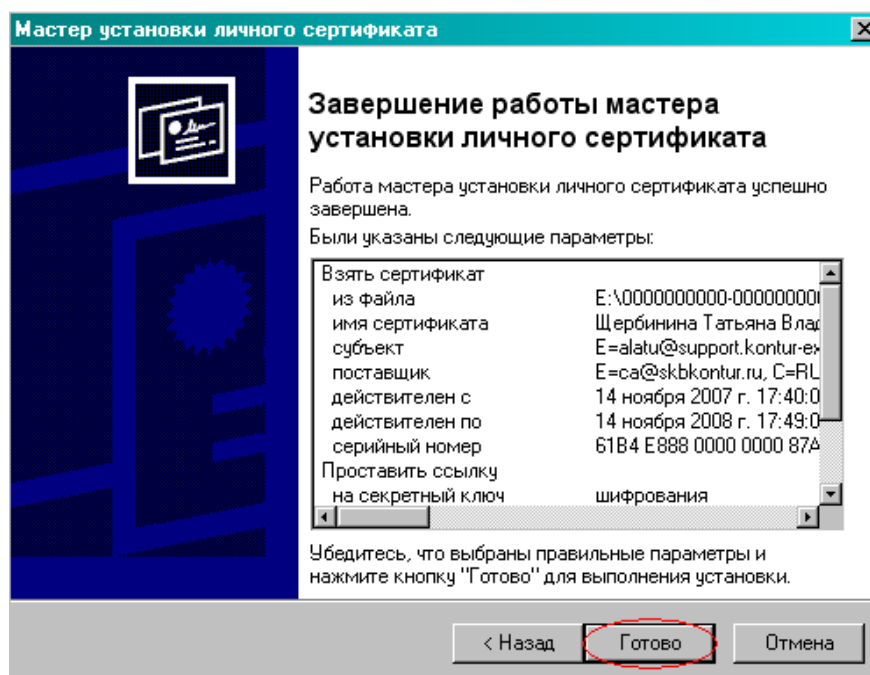 Мастер установки личного сертификата
Завершение работы мастера
установки личного сертификата
Работа мастера установки личного сертификата успешно
завершена.
Были указаны следующие параметры:
Взять сертификат
из файла E:\0000000000-000000000
имя сертификата Щербинина Татьяна Влад
субъект E=alatu@support.kontur-ex
поставщик E=ca@skbkontur.ru, C=RU
действителен с 14 ноября 2007 г. 17:40:0
действителен по 14 ноября 2008 г. 17:49:0
серийный номер 61B4 E888 0000 0000 87A
Проставить ссылку
на секретный ключ шифрования
Убедитесь, что выбраны правильные параметры и
нажмите кнопку "Готово" для выполнения установки.
< Назад Готово Отмена